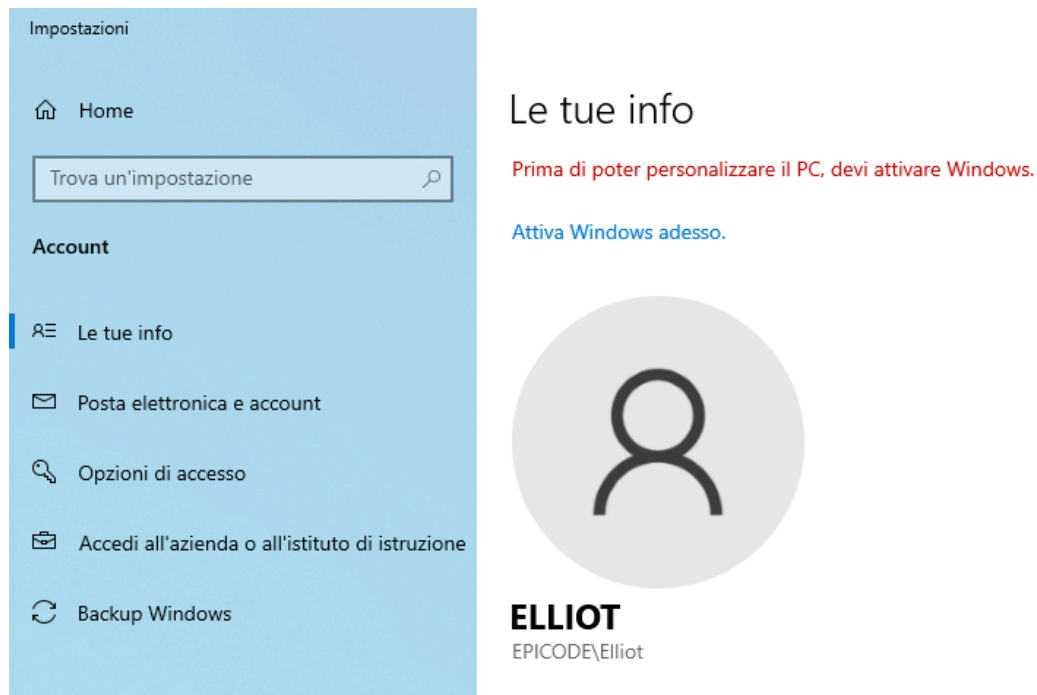 Impostazioni
Home
Trova un'impostazione
Account
Le tue info
Posta elettronica e account
Opzioni di accesso
Accedi all'azienda o all'istituto di istruzione
Backup Windows
Le tue info
Prima di poter personalizzare il PC, devi attivare Windows.
Attiva Windows adesso.
ELLIOT
EPICODE\Elliot